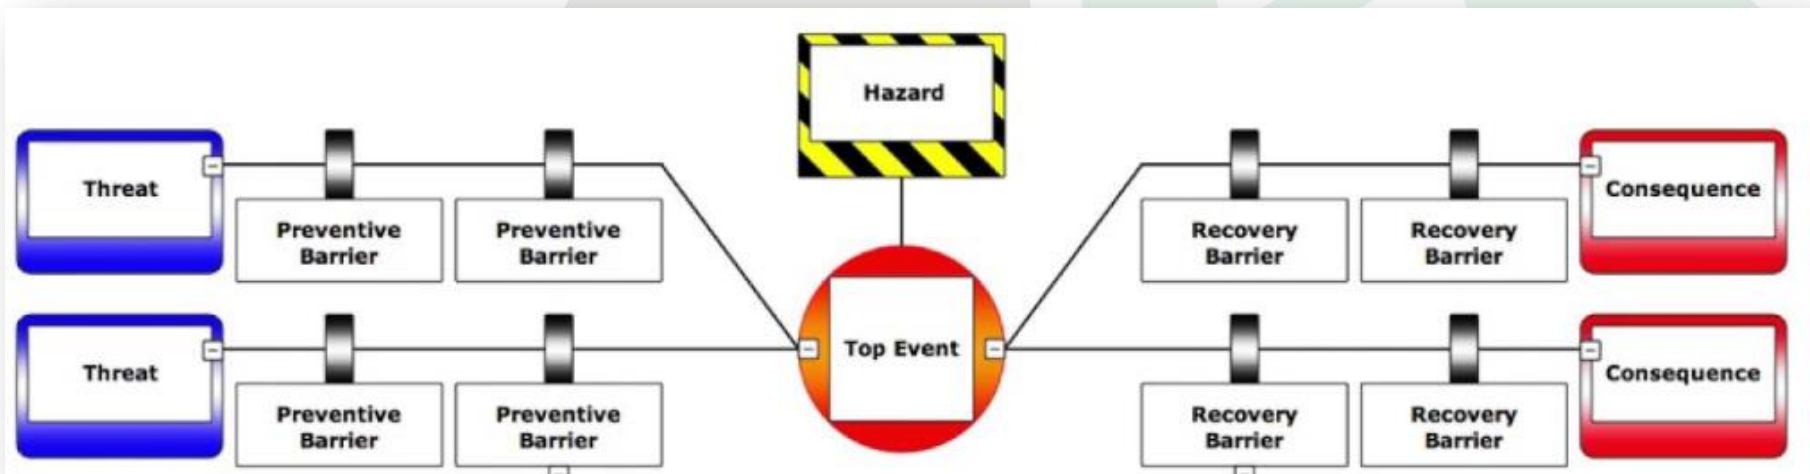 Hazard
Threat
Preventive
Barrier
Preventive
Barrier
Recovery
Barrier
Recovery
Barrier
Consequence
Threat
Preventive
Barrier
Preventive
Barrier
Top Event
Recovery
Barrier
Recovery
Barrier
Consequence